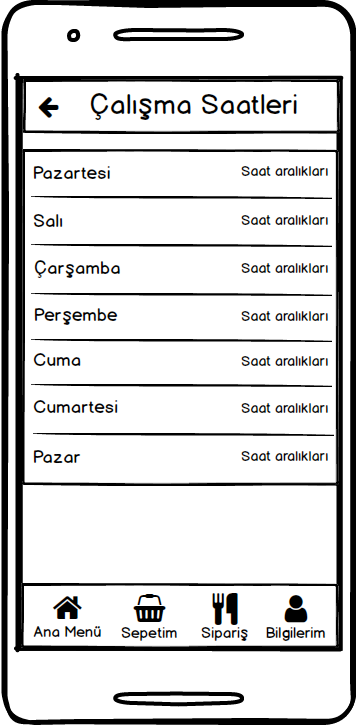 Çalışma Saatleri
Pazartesi Saat aralıkları
Salı Saat aralıkları
Çarşamba Saat aralıkları
Perşembe Saat aralıkları
Cuma Saat aralıkları
Cumartesi Saat aralıkları
Pazar Saat aralıkları
Ana Menü Sepetim Sipariş Bilgilerim